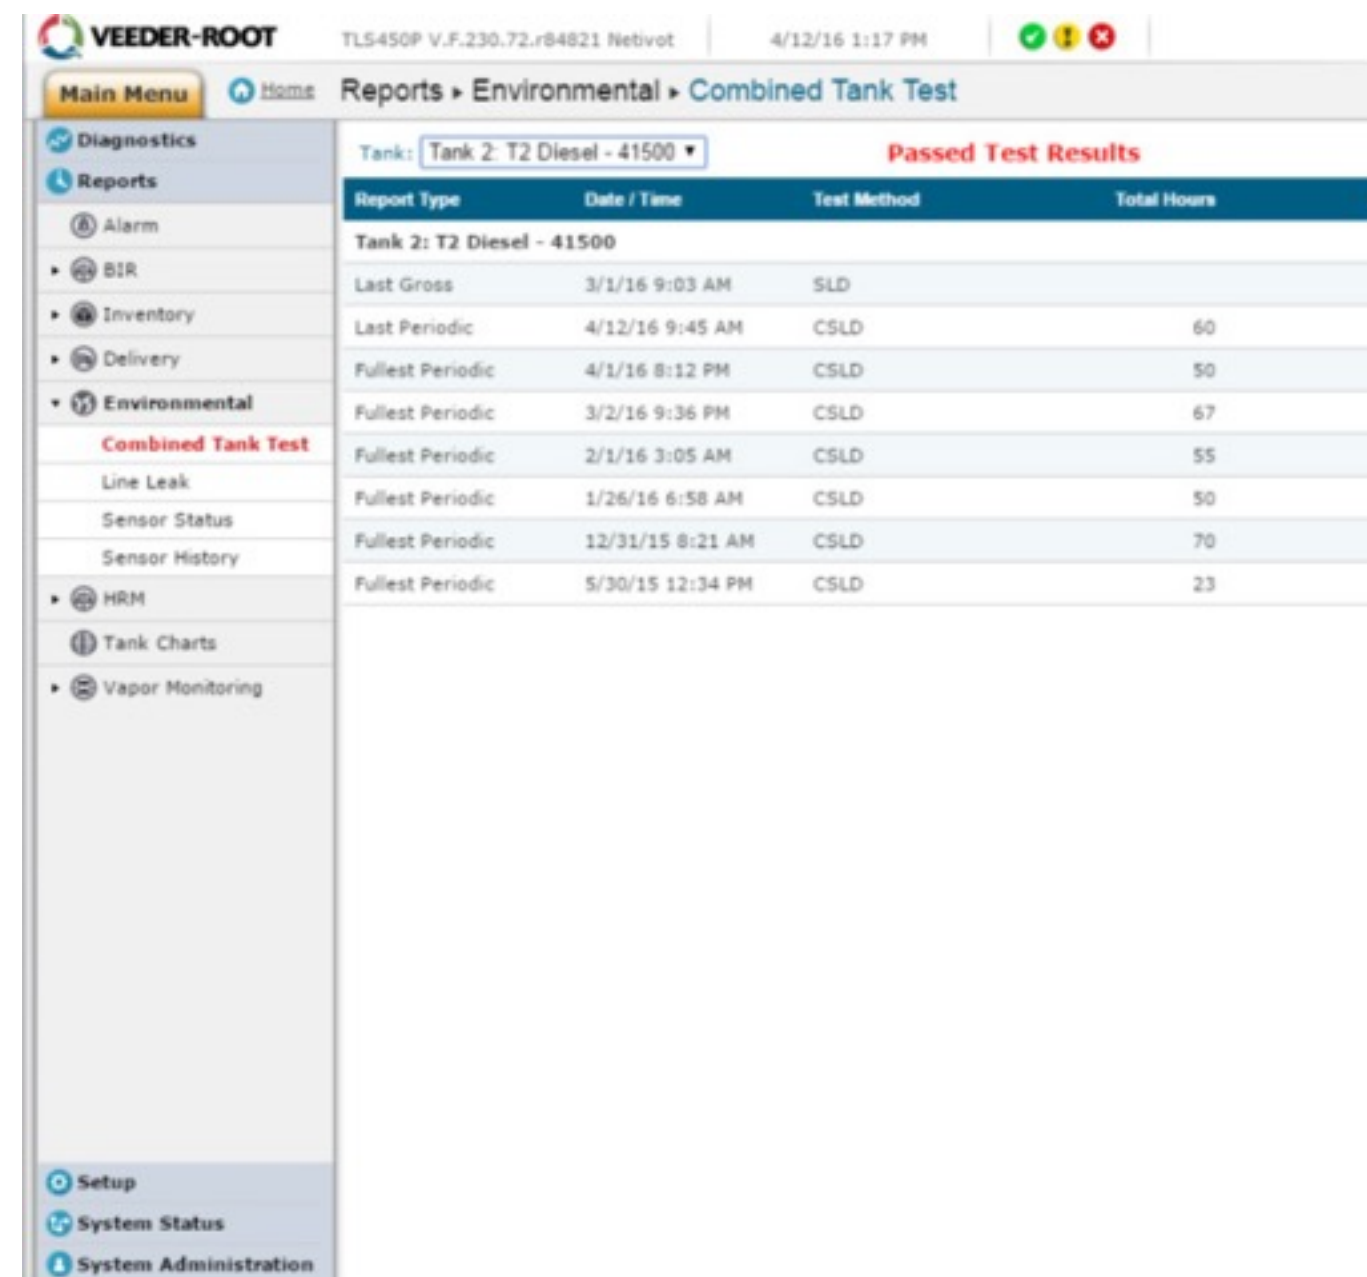 VEEDER-ROOT TLS450P V.F.230.72.r84821 Netivot 4/12/16 1:17 PM
Main Menu Home Reports ▸ Environmental ▸ Combined Tank Test
Diagnostics
Reports
Alarm
BIR
Inventory
Delivery
Environmental
Combined Tank Test
Line Leak
Sensor Status
Sensor History
HRM
Tank Charts
Vapor Monitoring
Setup
System Status
System Administration
Tank: Tank 2: T2 Diesel - 41500 Passed Test Results
Report Type Date / Time Test Method Total Hours
Tank 2: T2 Diesel - 41500
Last Gross 3/1/16 9:03 AM SLD
Last Periodic 4/12/16 9:45 AM CSLD 60
Fullest Periodic 4/1/16 8:12 PM CSLD 50
Fullest Periodic 3/2/16 9:36 PM CSLD 67
Fullest Periodic 2/1/16 3:05 AM CSLD 55
Fullest Periodic 1/26/16 6:58 AM CSLD 50
Fullest Periodic 12/31/15 8:21 AM CSLD 70
Fullest Periodic 5/30/15 12:34 PM CSLD 23